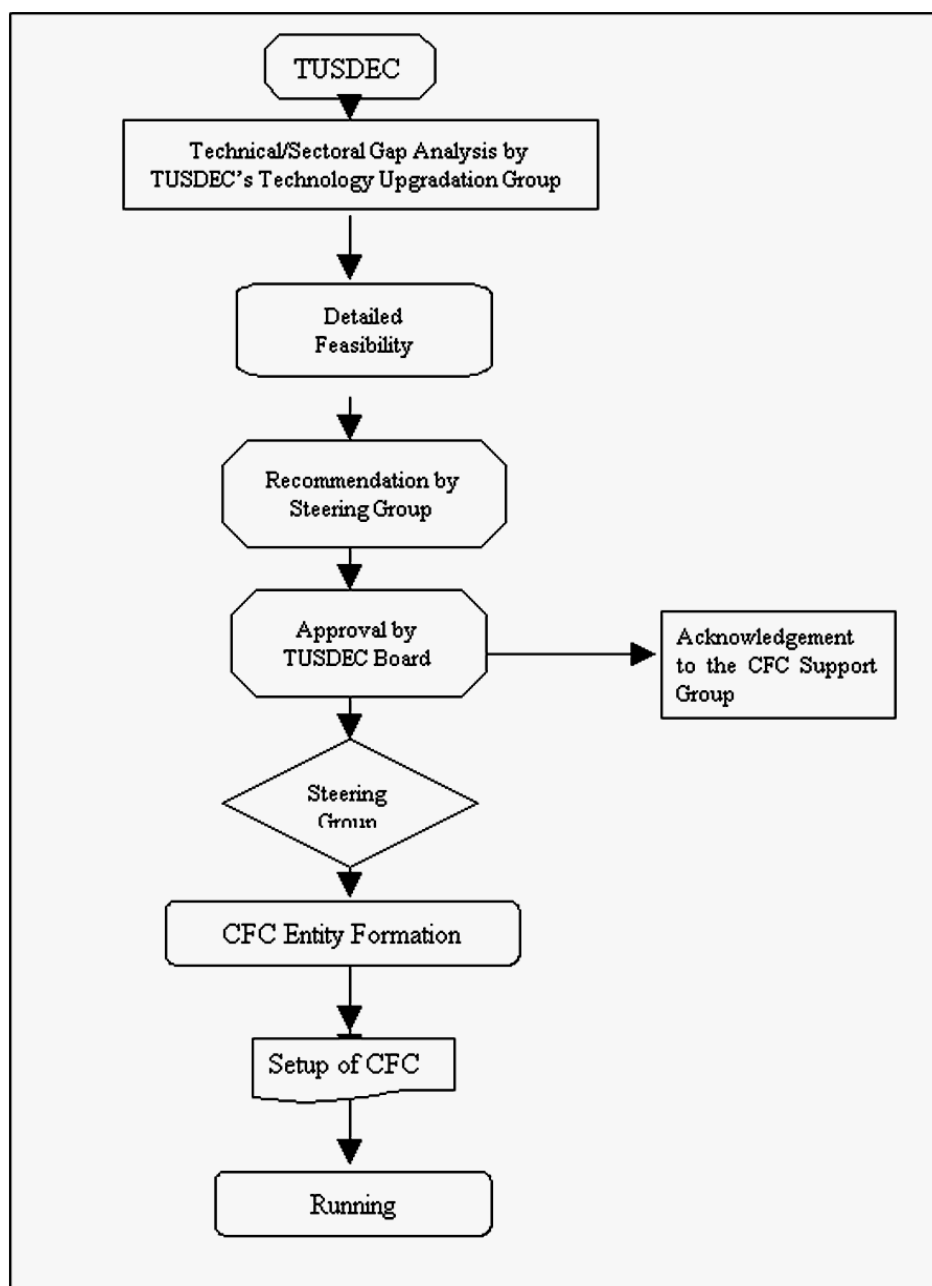 TUSDEC
Technical/Sectoral Gap Analysis by
TUSDEC's Technology Upgradation Group
Detailed
Feasibility
Recommendation by
Steering Group
Approval by
TUSDEC Board
Acknowledgement
to the CFC Support
Group
Steering
Group
CFC Entity Formation
Setup of CFC
Running